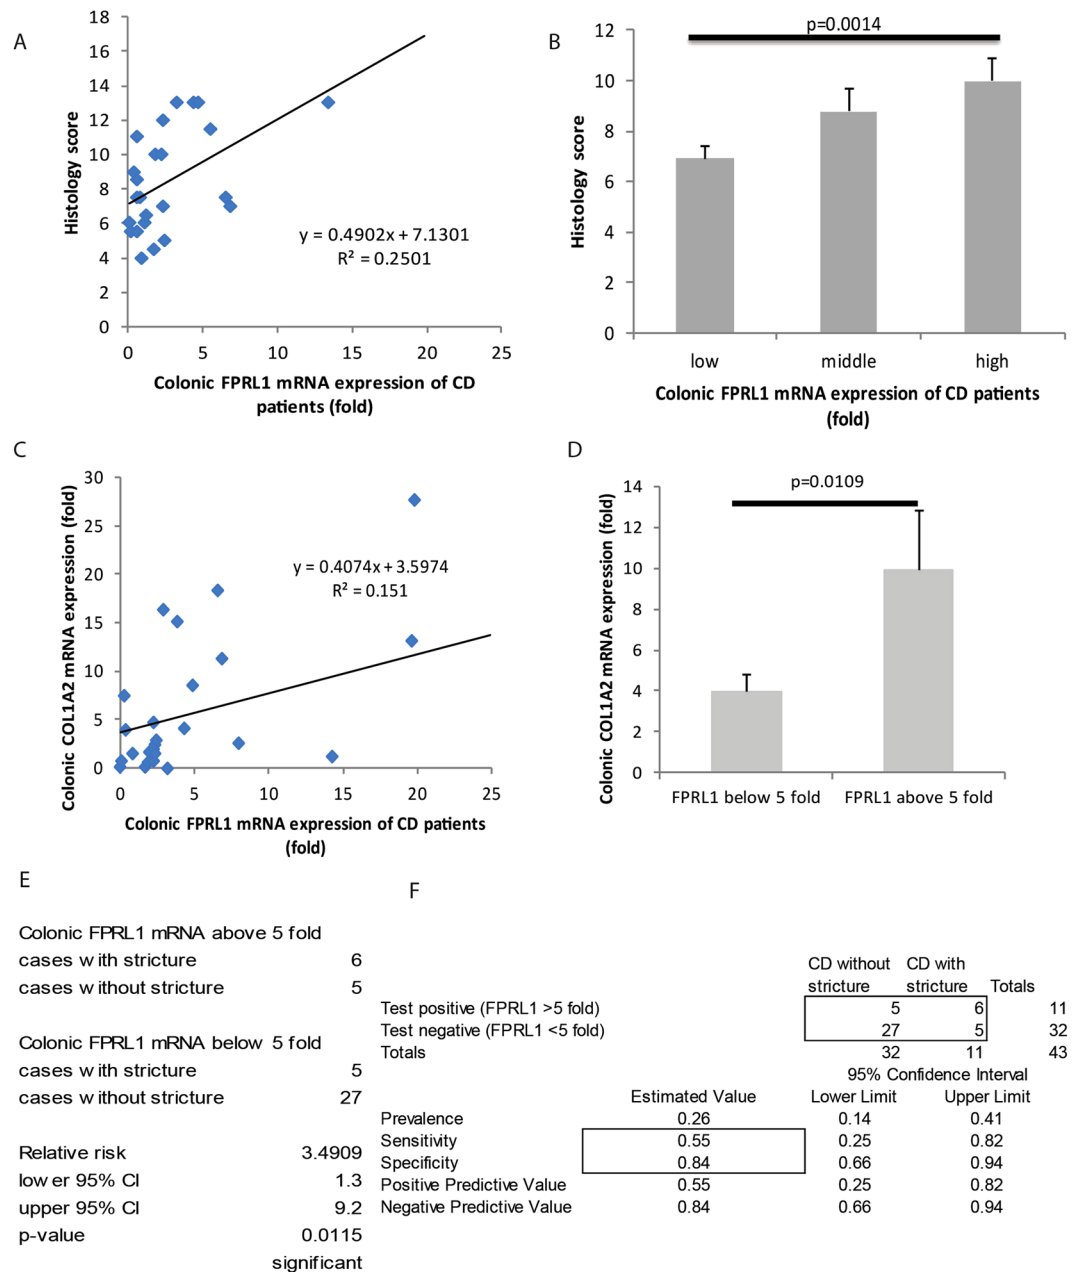 A
18
16
14
12
10
8
6
4
2
0
Histology score
y = 0.4902x + 7.1301
R² = 0.2501
0 5 10 15 20 25
Colonic FPRL1 mRNA expression of CD
patients (fold)
B
p=0.0014
12
10
8
6
4
2
0
Histology score
low middle high
Colonic FPRL1 mRNA expression of CD patients
(fold)
C
30
25
20
15
10
5
0
Colonic COL1A2 mRNA expression (fold)
y = 0.4074x + 3.5974
R² = 0.151
0 5 10 15 20 25
Colonic FPRL1 mRNA expression of CD patients
(fold)
D
p=0.0109
14
12
10
8
6
4
2
0
Colonic COL1A2 mRNA expression (fold)
FPRL1 below 5 fold FPRL1 above 5 fold
E
Colonic FPRL1 mRNA above 5 fold
cases with stricture 6
cases without stricture 5
Colonic FPRL1 mRNA below 5 fold
cases with stricture 5
cases without stricture 27
Relative risk 3.4909
lower 95% CI 1.3
upper 95% CI 9.2
p-value 0.0115
significant
F
CD without CD with
stricture stricture Totals
Test positive (FPRL1 >5 fold) 5 6 11
Test negative (FPRL1 <5 fold) 27 5 32
Totals 32 11 43
95% Confidence Interval
Estimated Value Lower Limit Upper Limit
Prevalence 0.26 0.14 0.41
Sensitivity 0.55 0.25 0.82
Specificity 0.84 0.66 0.94
Positive Predictive Value 0.55 0.25 0.82
Negative Predictive Value 0.84 0.66 0.94